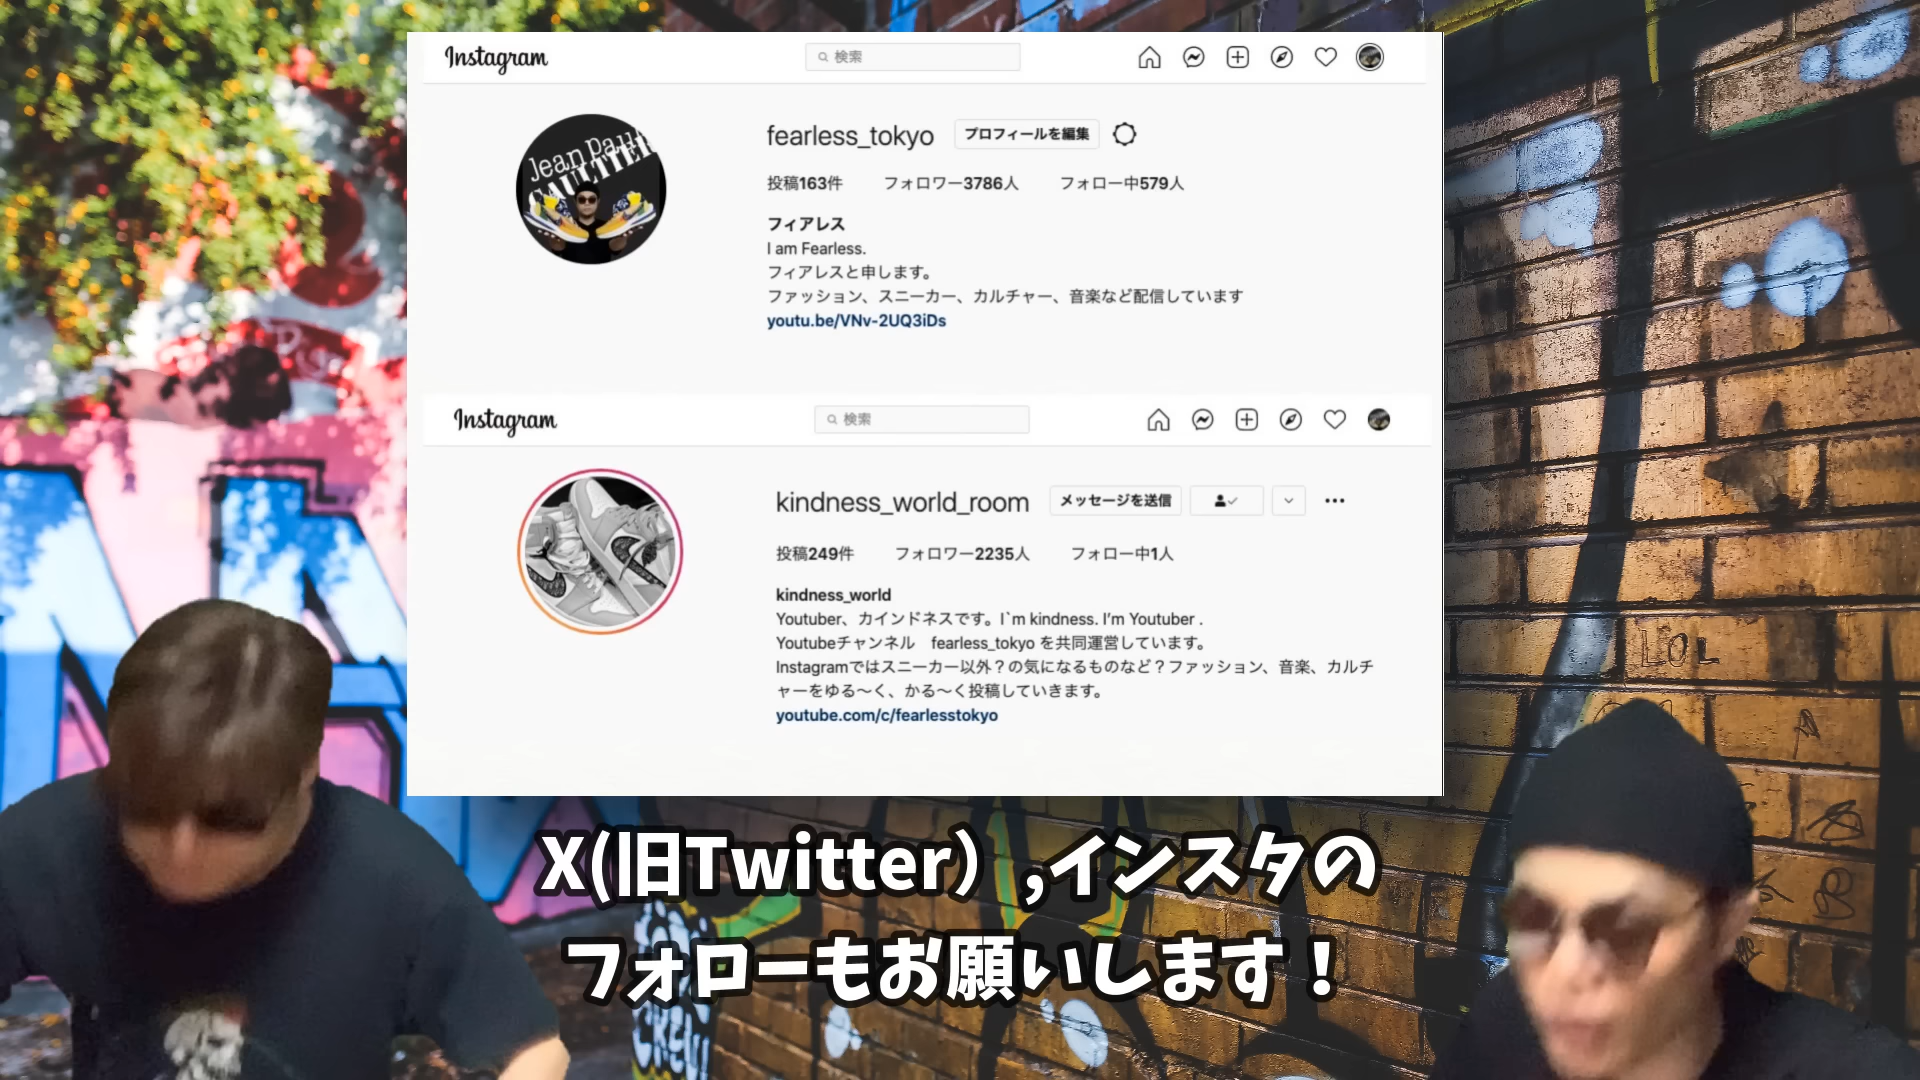 Instagram
検索
Jean Paul
GAULTIER
fearless_tokyo プロフィールを編集
投稿163件 フォロワー3786人 フォロー中579人
フィアレス
I am Fearless.
フィアレスと申します。
ファッション、スニーカー、カルチャー、音楽など配信しています
youtu.be/VNv-2UQ3iDs
Instagram
検索
kindness_world_room メッセージを送信
投稿249件 フォロワー2235人 フォロー中1人
kindness_world
Youtuber、カインドネスです。I`m kindness. I’m Youtuber .
Youtubeチャンネル　fearless_tokyo を共同運営しています。
Instagramではスニーカー以外？の気になるものなど？ファッション、音楽、カルチ
ャーをゆる〜く、かる〜く投稿していきます。
youtube.com/c/fearlesstokyo
LOL
X(旧Twitter）,インスタの
フォローもお願いします！
CREW